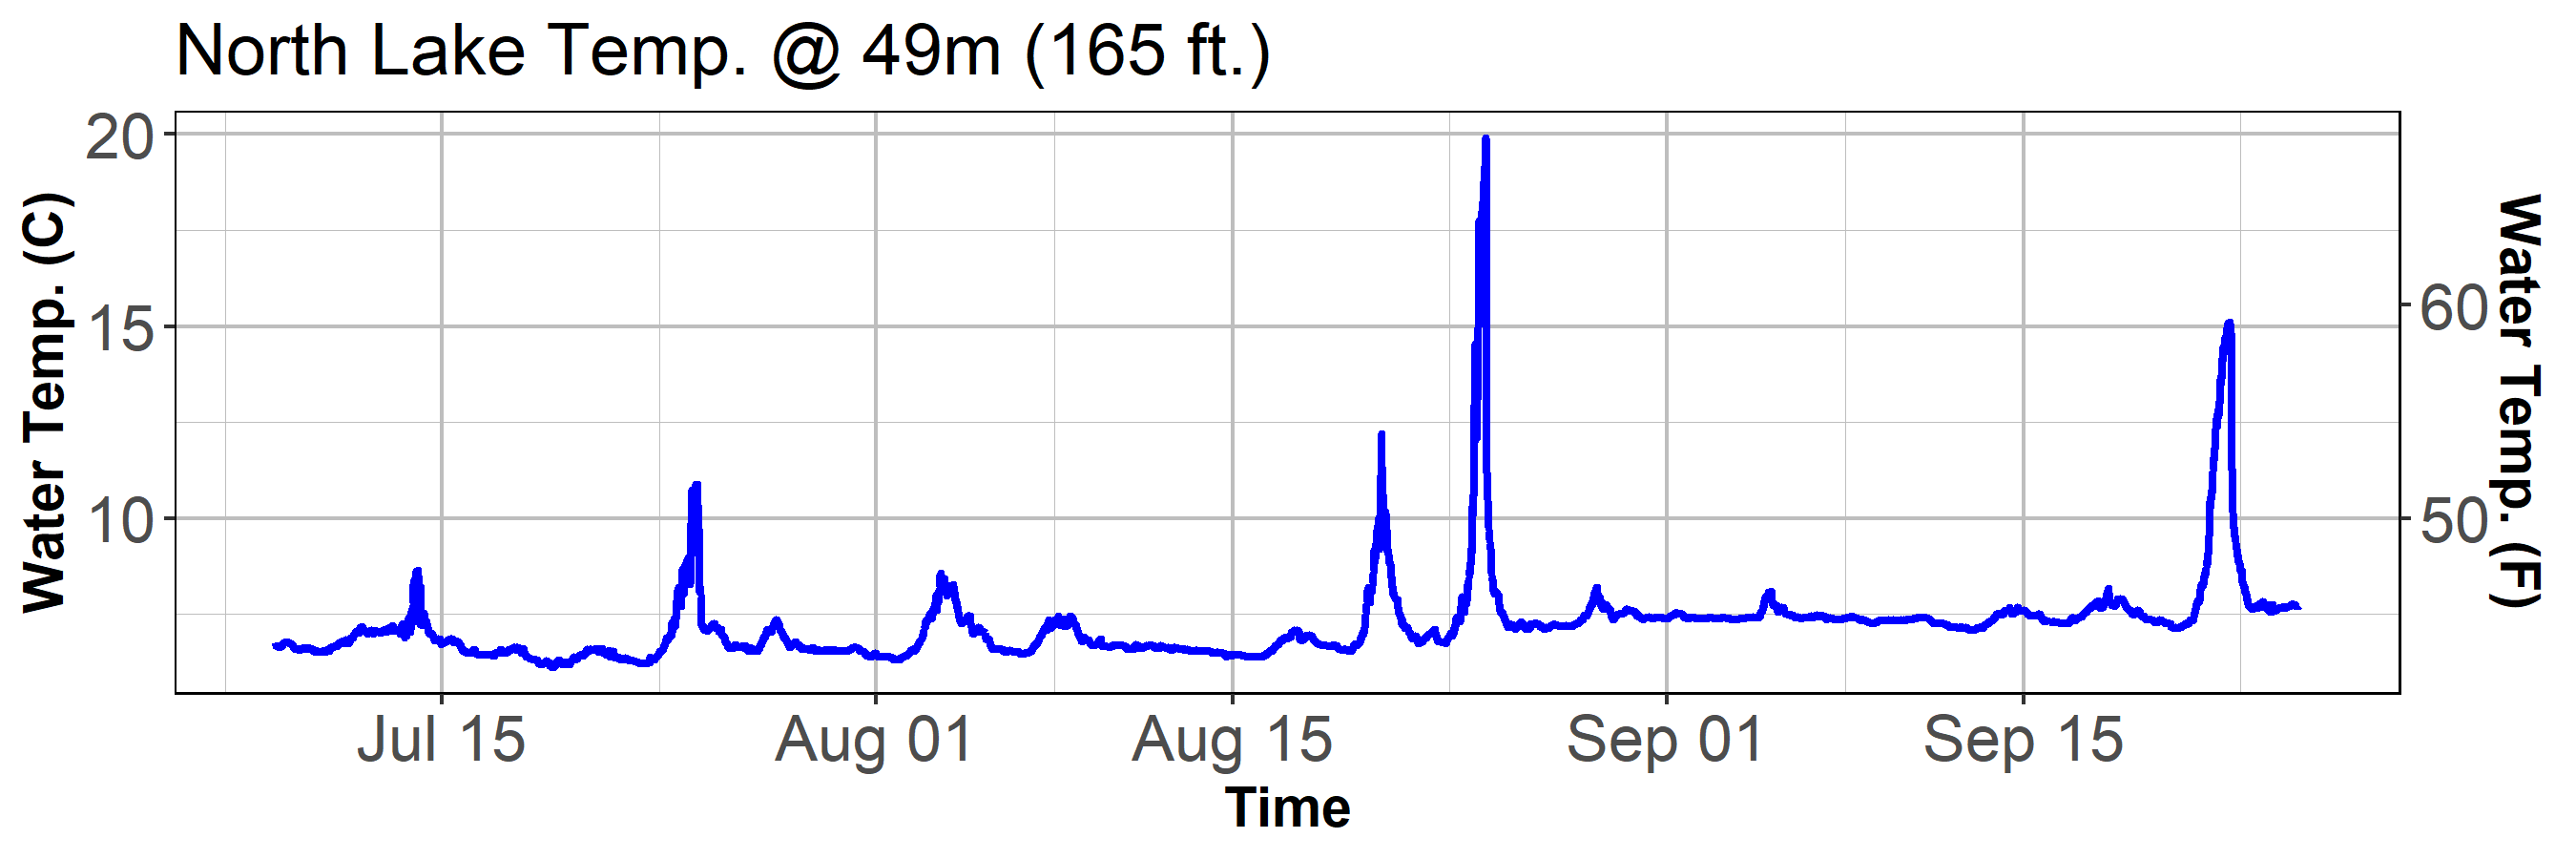 North Lake Temp. @ 49m (165 ft.)
20
15
10
Water Temp. (C)
60
50
Water Temp. (F)
Jul 15 Aug 01 Aug 15 Sep 01 Sep 15
Time